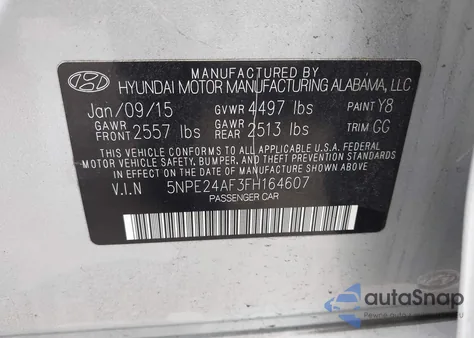 MANUFACTURED BY
HYUNDAI MOTOR MANUFACTURING ALABAMA, LLC
Jan/09/15 GVWR 4497 lbs PAINT Y8
GAWR FRONT 2557 lbs GAWR REAR 2513 lbs TRIM GG
THIS VEHICLE CONFORMS TO ALL APPLICABLE U.S.A. FEDERAL
MOTOR VEHICLE SAFETY, BUMPER, AND THEFT PREVENTION STANDARDS
IN EFFECT ON THE DATE OF MANUFACTURE SHOWN ABOVE.
V.I.N 5NPE24AF3FH164607
PASSENGER CAR
autoSnap
Pewne auto